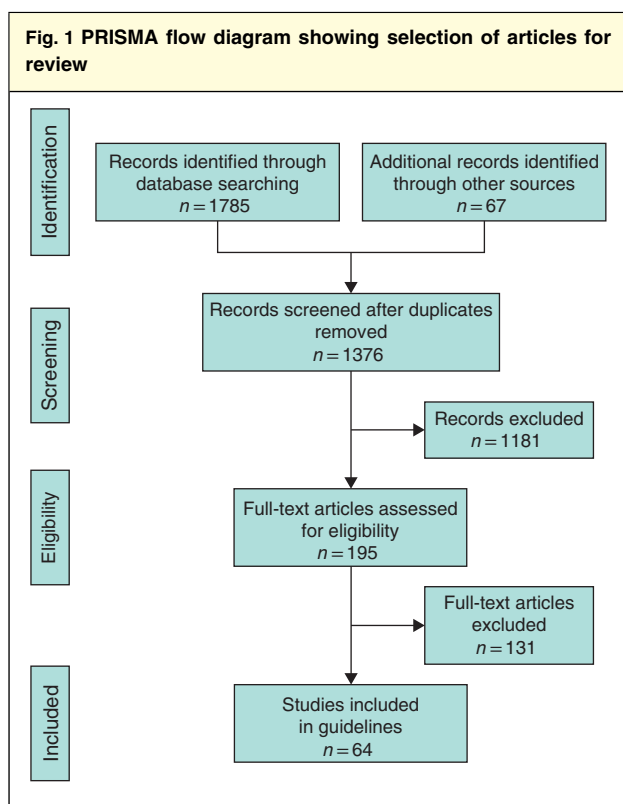 Fig. 1 PRISMA flow diagram showing selection of articles for
review
Identification
Records identified through
database searching
n = 1785
Additional records identified
through other sources
n = 67
Screening
Records screened after duplicates
removed
n = 1376
Records excluded
n = 1181
Eligibility
Full-text articles assessed
for eligibility
n = 195
Full-text articles
excluded
n = 131
Included
Studies included
in guidelines
n = 64